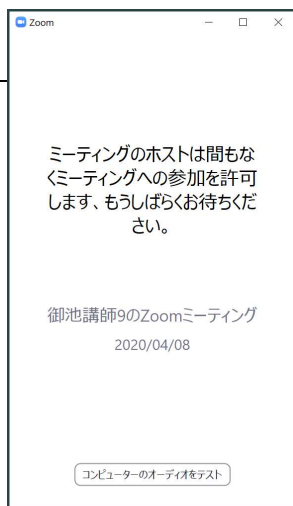 Zoom
ミーティングのホストは間もな
くミーティングへの参加を許可
します、もうしばらくお待ちくだ
さい。
御池講師9のZoomミーティング
2020/04/08
コンピューターのオーディオをテスト